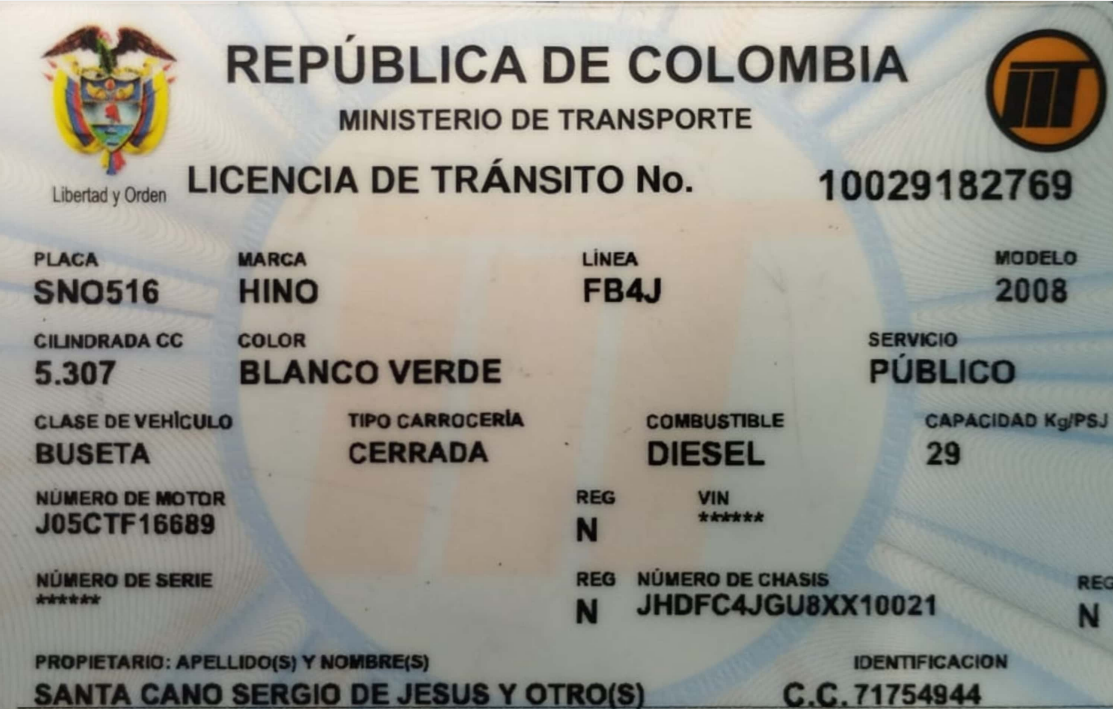 REPÚBLICA DE COLOMBIA
MINISTERIO DE TRANSPORTE
Libertad y Orden
LICENCIA DE TRÁNSITO No. 10029182769
PLACA MARCA LÍNEA MODELO
SNO516 HINO FB4J 2008
CILINDRADA CC COLOR SERVICIO
5.307 BLANCO VERDE PÚBLICO
CLASE DE VEHÍCULO TIPO CARROCERÍA COMBUSTIBLE CAPACIDAD Kg/PSJ
BUSETA CERRADA DIESEL 29
NÚMERO DE MOTOR REG VIN
J05CTF16689 N ******
NÚMERO DE SERIE REG NÚMERO DE CHASIS REG
****** N JHDFC4JGU8XX10021 N
PROPIETARIO: APELLIDO(S) Y NOMBRE(S) IDENTIFICACION
SANTA CANO SERGIO DE JESUS Y OTRO(S) C.C. 71754944